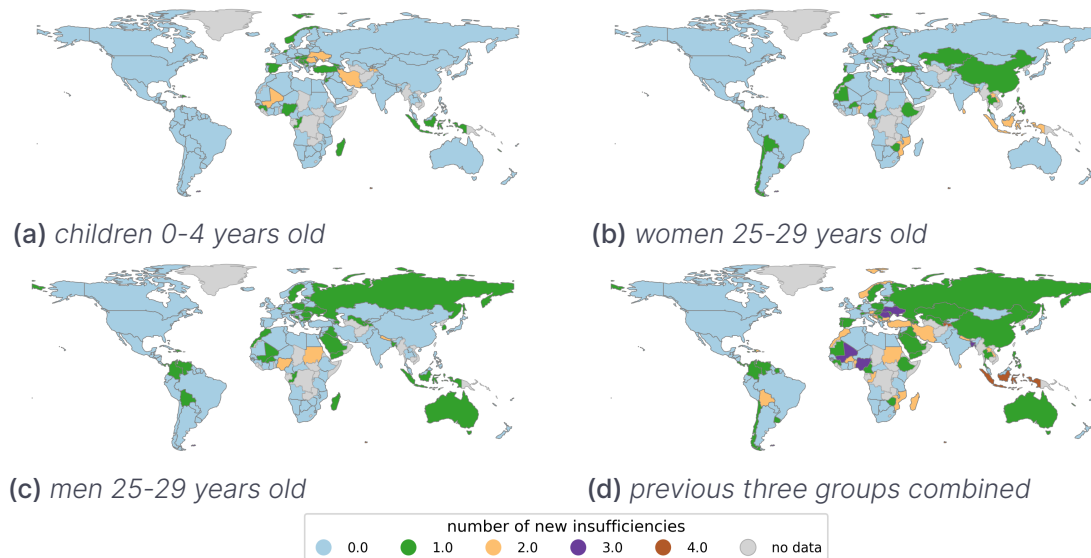 (a) children 0-4 years old
(b) women 25-29 years old
(c) men 25-29 years old
(d) previous three groups combined
number of new insufficiencies
0.0 1.0 2.0 3.0 4.0 no data